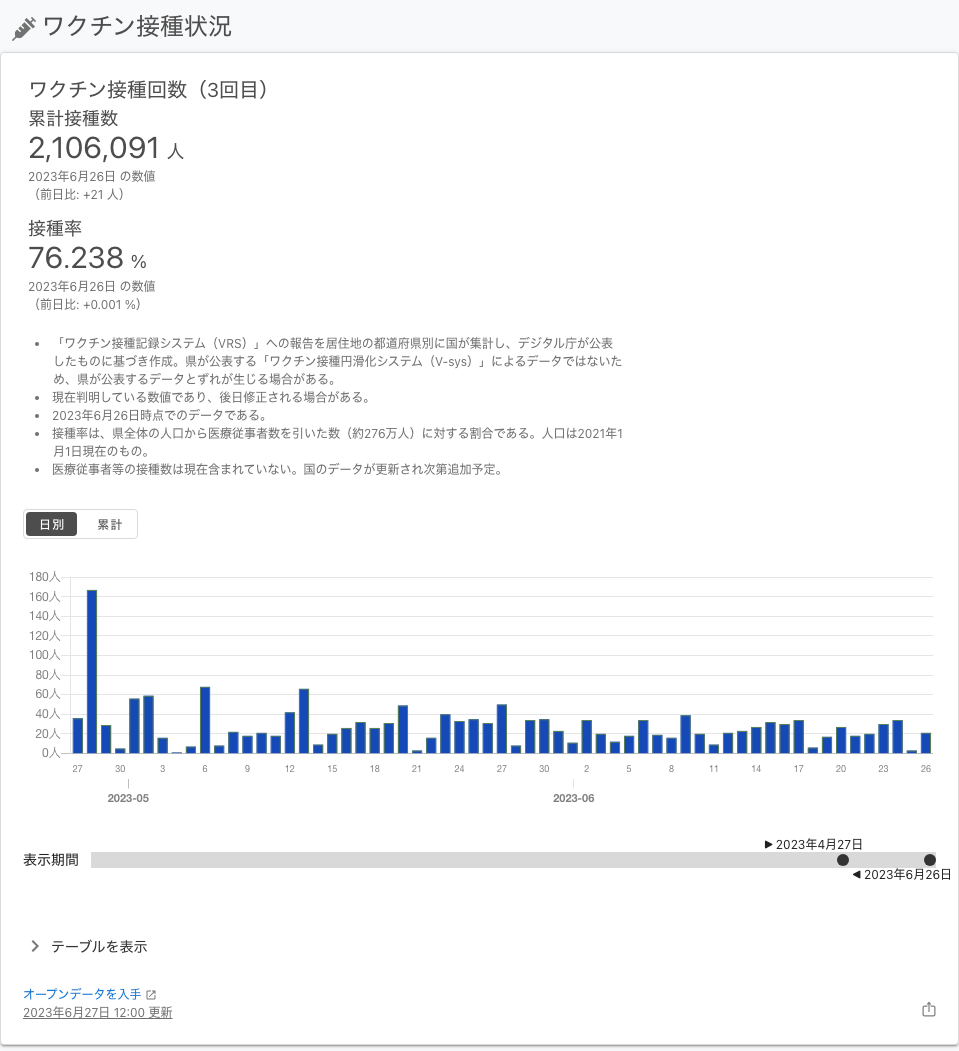 ワクチン接種状況
ワクチン接種回数（3回目）
累計接種数
2,106,091 人
2023年6月26日 の数値
（前日比: +21 人）
接種率
76.238 %
2023年6月26日 の数値
（前日比: +0.001 %）
• 「ワクチン接種記録システム（VRS）」への報告を居住地の都道府県別に国が集計し、デジタル庁が公表
したものに基づき作成。県が公表する「ワクチン接種円滑化システム（V-sys）」によるデータではないた
め、県が公表するデータとずれが生じる場合がある。
• 現在判明している数値であり、後日修正される場合がある。
• 2023年6月26日時点でのデータである。
• 接種率は、県全体の人口から医療従事者数を引いた数（約276万人）に対する割合である。人口は2021年1
月1日現在のもの。
• 医療従事者等の接種数は現在含まれていない。国のデータが更新され次第追加予定。
日別 累計
180人
160人
140人
120人
100人
80人
60人
40人
20人
0人
27 30 3 6 9 12 15 18 21 24 27 30 2 5 8 11 14 17 20 23 26
2023-05 2023-06
▶ 2023年4月27日
表示期間
◀ 2023年6月26日
テーブルを表示
オープンデータを入手
2023年6月27日 12:00 更新